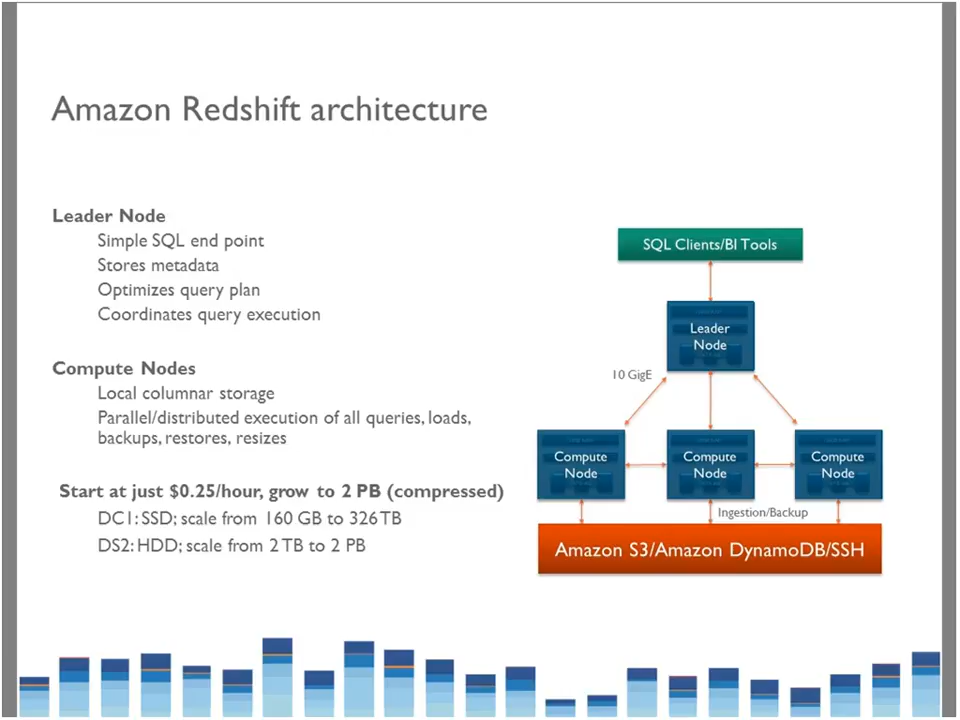 Amazon Redshift architecture
Leader Node
Simple SQL end point
Stores metadata
Optimizes query plan
Coordinates query execution
Compute Nodes
Local columnar storage
Parallel/distributed execution of all queries, loads,
backups, restores, resizes
Start at just $0.25/hour, grow to 2 PB (compressed)
DC1: SSD; scale from 160 GB to 326 TB
DS2: HDD; scale from 2 TB to 2 PB
SQL Clients/BI Tools
Leader
Node
10 GigE
Compute
Node
Compute
Node
Compute
Node
Ingestion/Backup
Amazon S3/Amazon DynamoDB/SSH